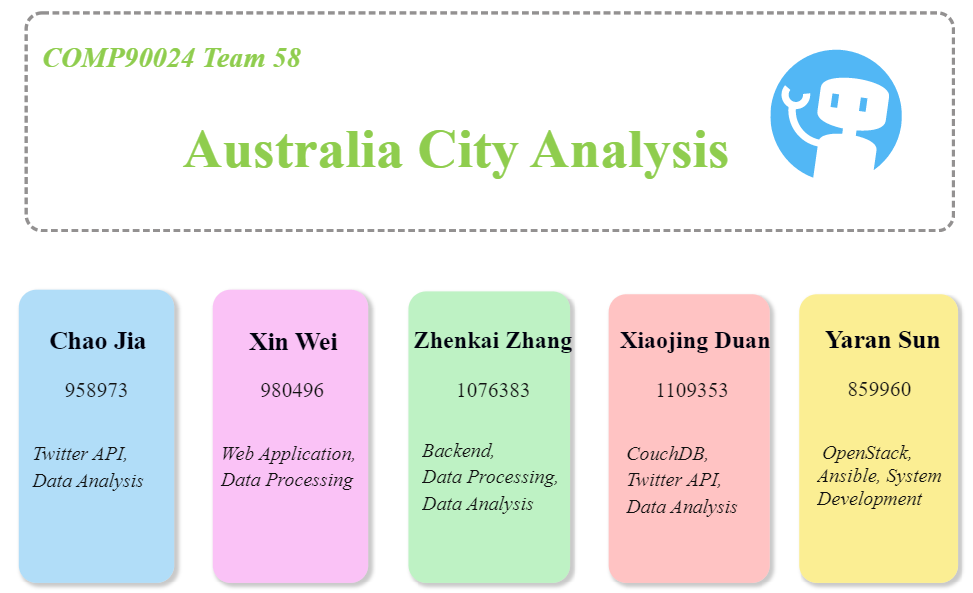 COMP90024 Team 58
Australia City Analysis
Chao Jia
958973
Twitter API,
Data Analysis
Xin Wei
980496
Web Application,
Data Processing
Zhenkai Zhang
1076383
Backend,
Data Processing,
Data Analysis
Xiaojing Duan
1109353
CouchDB,
Twitter API,
Data Analysis
Yaran Sun
859960
OpenStack,
Ansible, System
Development